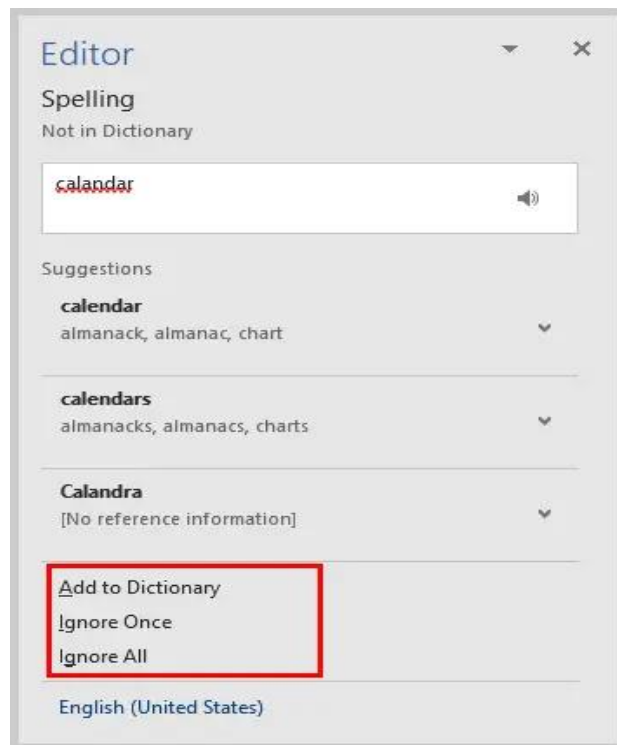 Editor
Spelling
Not in Dictionary
calandar
Suggestions
calendar
almanack, almanac, chart
calendars
almanacks, almanacs, charts
Calandra
[No reference information]
Add to Dictionary
Ignore Once
Ignore All
English (United States)